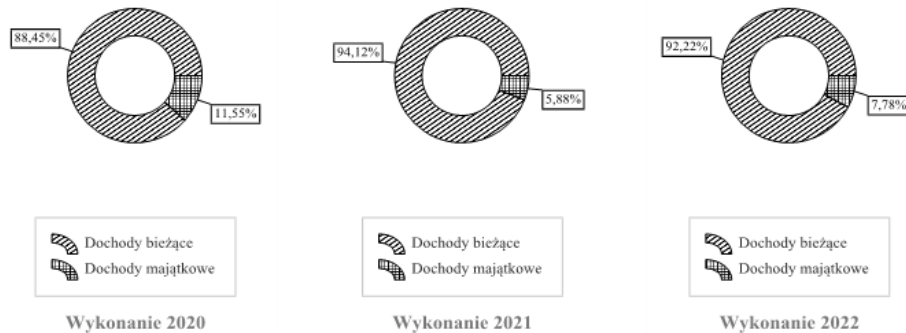 88,45%
11,55%
Dochody bieżące
Dochody majątkowe
Wykonanie 2020
94,12%
5,88%
Dochody bieżące
Dochody majątkowe
Wykonanie 2021
92,22%
7,78%
Dochody bieżące
Dochody majątkowe
Wykonanie 2022